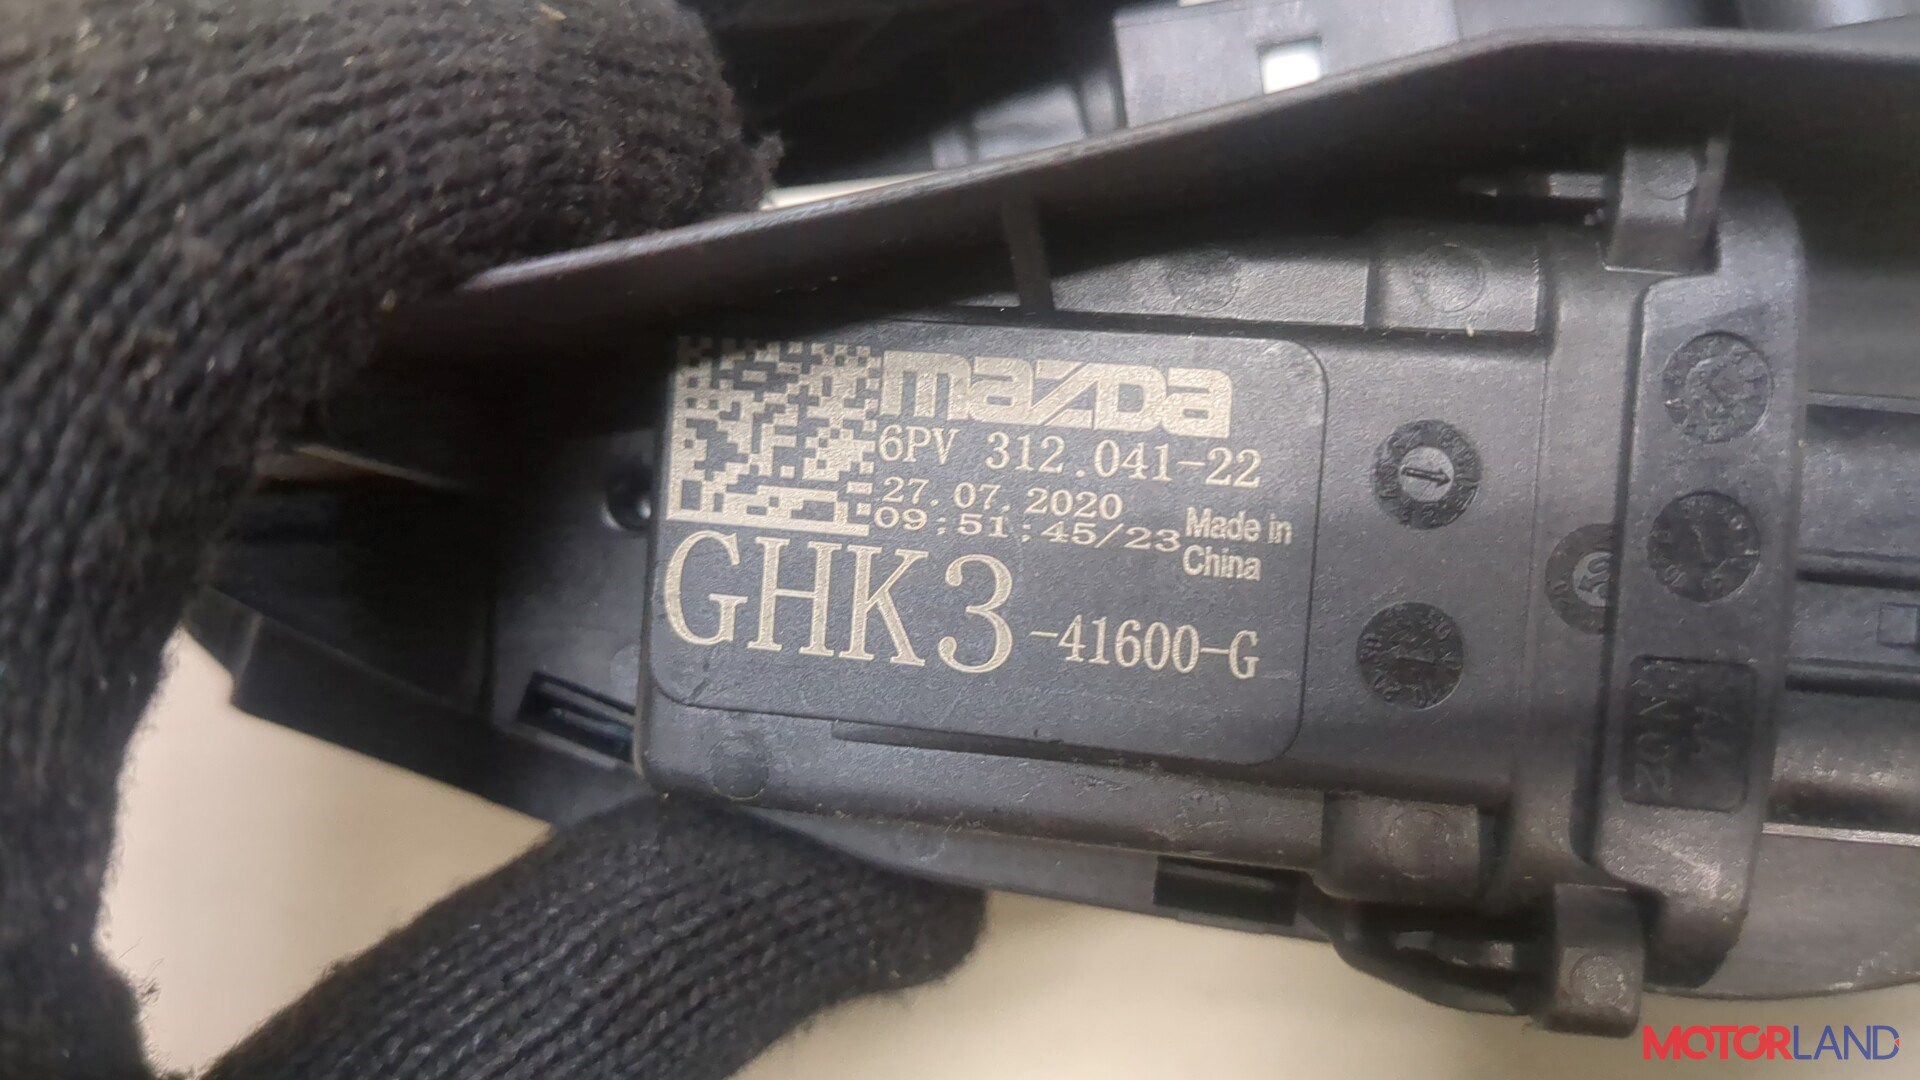 mazda
6PV 312.041-22
27.07.2020
09:51:45/23
Made in
China
GHK3-41600-G
MOTORLAND